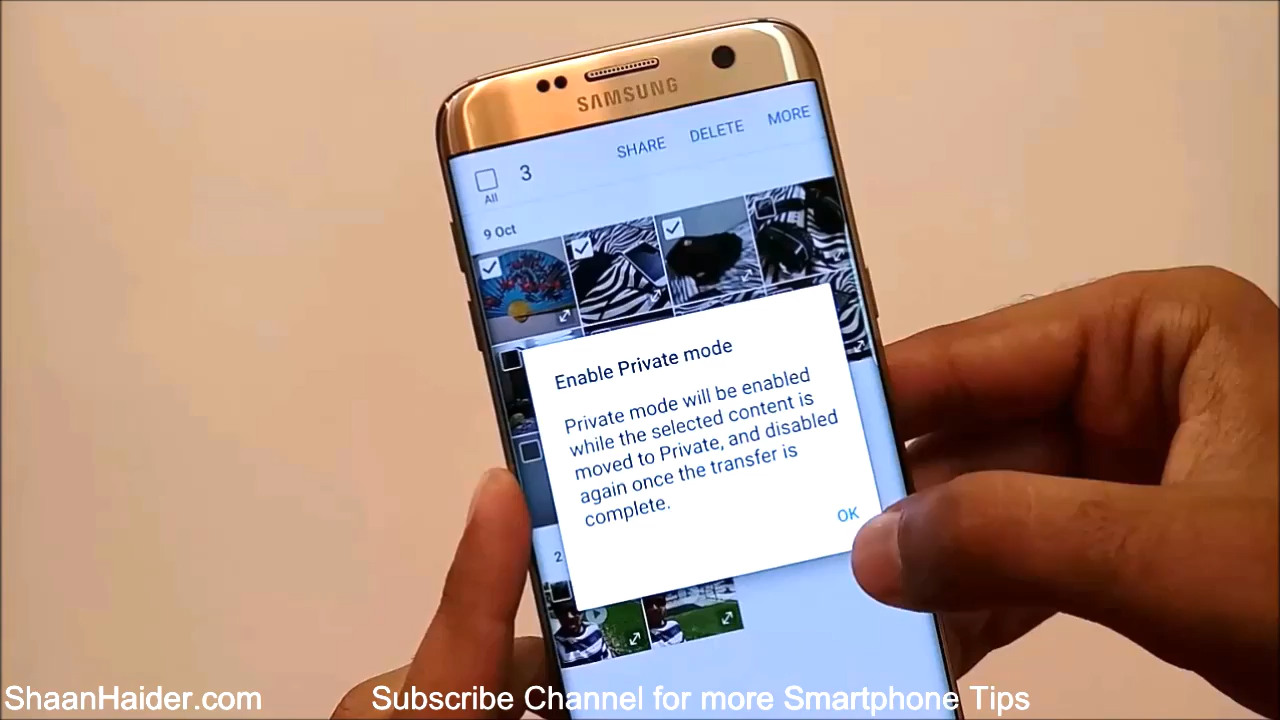 SAMSUNG
SHARE DELETE MORE
3
All
9 Oct
Enable Private mode
Private mode will be enabled
while the selected content is
moved to Private, and disabled
again once the transfer is
complete.
OK
2
ShaanHaider.com
Subscribe Channel for more Smartphone Tips